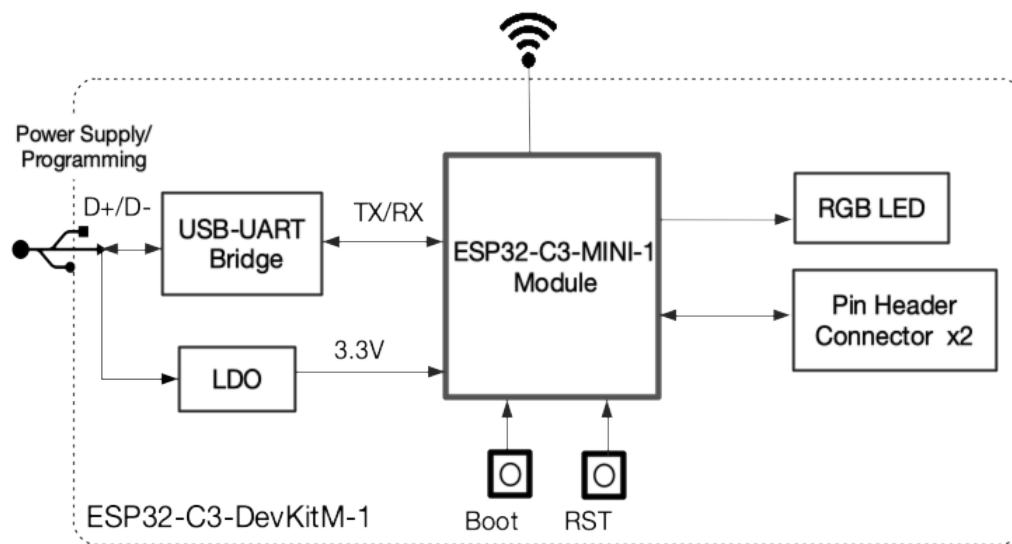 Power Supply/
Programming
D+/D-
USB-UART
Bridge
TX/RX
ESP32-C3-MINI-1
Module
RGB LED
Pin Header
Connector x2
LDO
3.3V
Boot
RST
ESP32-C3-DevKitM-1